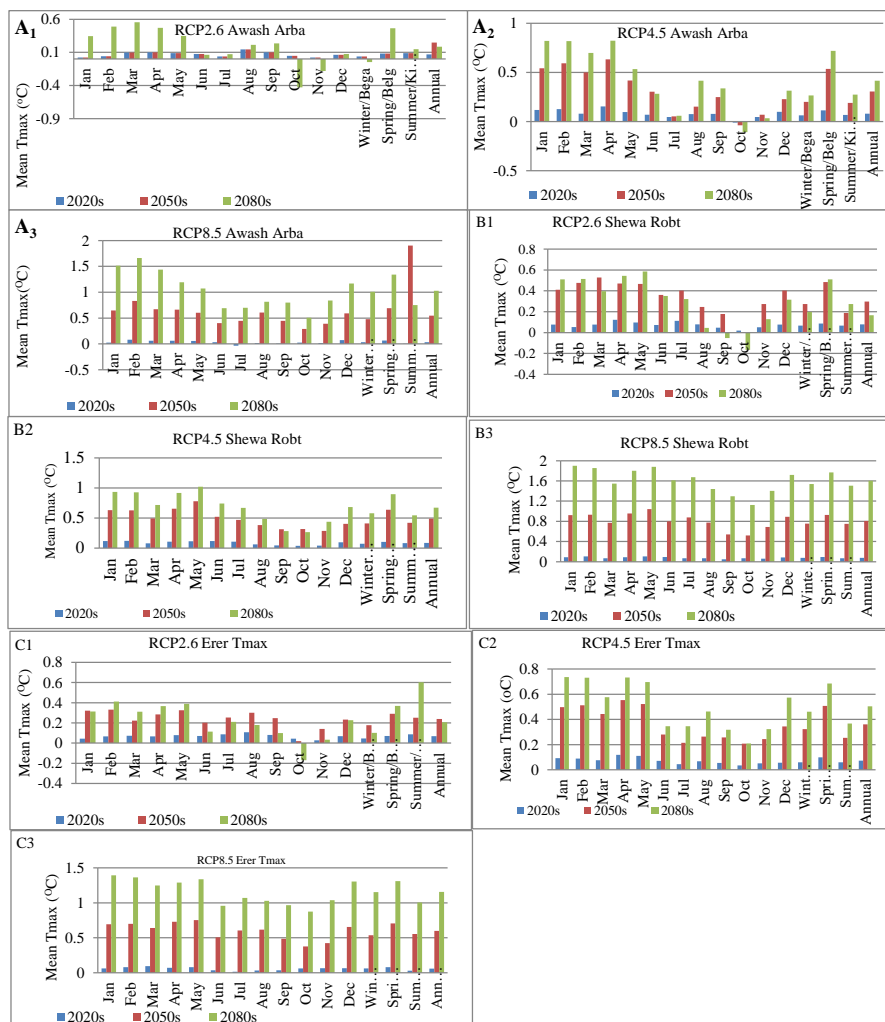 A1
RCP2.6 Awash Arba
Mean Tmax (°C)
0.6
0.1
-0.4
-0.9
Jan
Feb
Mar
Apr
May
Jun
Jul
Aug
Sep
Oct
Nov
Dec
Winter/Bega
Spring/Belg
Summer/Ki…
Annual
2020s 2050s 2080s
A2
RCP4.5 Awash Arba
Mean Tmax (°C)
1
0.5
0
-0.5
Jan
Feb
Mar
Apr
May
Jun
Jul
Aug
Sep
Oct
Nov
Dec
Winter/Bega
Spring/Belg
Summer/Ki…
Annual
2020s 2050s 2080s
A3
RCP8.5 Awash Arba
Mean Tmax(°C)
2
1.5
1
0.5
0
-0.5
Jan
Feb
Mar
Apr
May
Jun
Jul
Aug
Sep
Oct
Nov
Dec
Winter…
Spring…
Summ…
Annual
2020s 2050s 2080s
B1
RCP2.6 Shewa Robt
Mean Tmax (°C)
0.8
0.6
0.4
0.2
0
-0.2
-0.4
Jan
Feb
Mar
Apr
May
Jun
Jul
Aug
Sep
Oct
Nov
Dec
Winter/…
Spring/B…
Summer…
Annual
2020s 2050s 2080s
B2
RCP4.5 Shewa Robt
Mean Tmax (°C)
1.5
1
0.5
0
Jan
Feb
Mar
Apr
May
Jun
Jul
Aug
Sep
Oct
Nov
Dec
Winter…
Spring…
Summ…
Annual
2020s 2050s 2080s
B3
RCP8.5 Shewa Robt
Mean Tmax (°C)
2
1.6
1.2
0.8
0.4
0
Jan
Feb
Mar
Apr
May
Jun
Jul
Aug
Sep
Oct
Nov
Dec
Winte…
Sprin…
Sum…
Annual
2020s 2050s 2080s
C1
RCP2.6 Erer Tmax
Mean Tmax (°C)
0.8
0.6
0.4
0.2
0
-0.2
-0.4
Jan
Feb
Mar
Apr
May
Jun
Jul
Aug
Sep
Oct
Nov
Dec
Winter/B…
Spring/B…
Summer/…
Annual
2020s 2050s 2080s
C2
RCP4.5 Erer Tmax
Mean Tmax (oC)
0.8
0.6
0.4
0.2
0
Jan
Feb
Mar
Apr
May
Jun
Jul
Aug
Sep
Oct
Nov
Dec
Wint…
Spri…
Sum…
Annual
2020s 2050s 2080s
C3
RCP8.5 Erer Tmax
Mean Tmax (°C)
1.5
1
0.5
0
Jan
Feb
Mar
Apr
May
Jun
Jul
Aug
Sep
Oct
Nov
Dec
Win…
Spri…
Sum…
Ann…
2020s 2050s 2080s